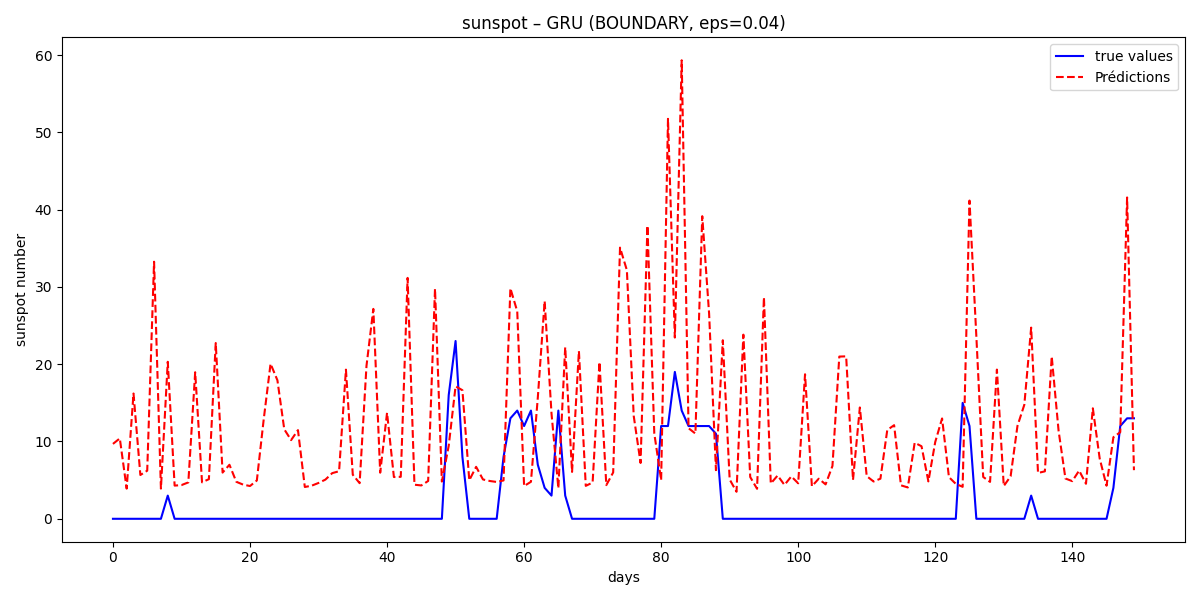 sunspot – GRU (BOUNDARY, eps=0.04)
true values
Prédictions
60
50
40
30
20
10
0
sunspot number
0 20 40 60 80 100 120 140
days